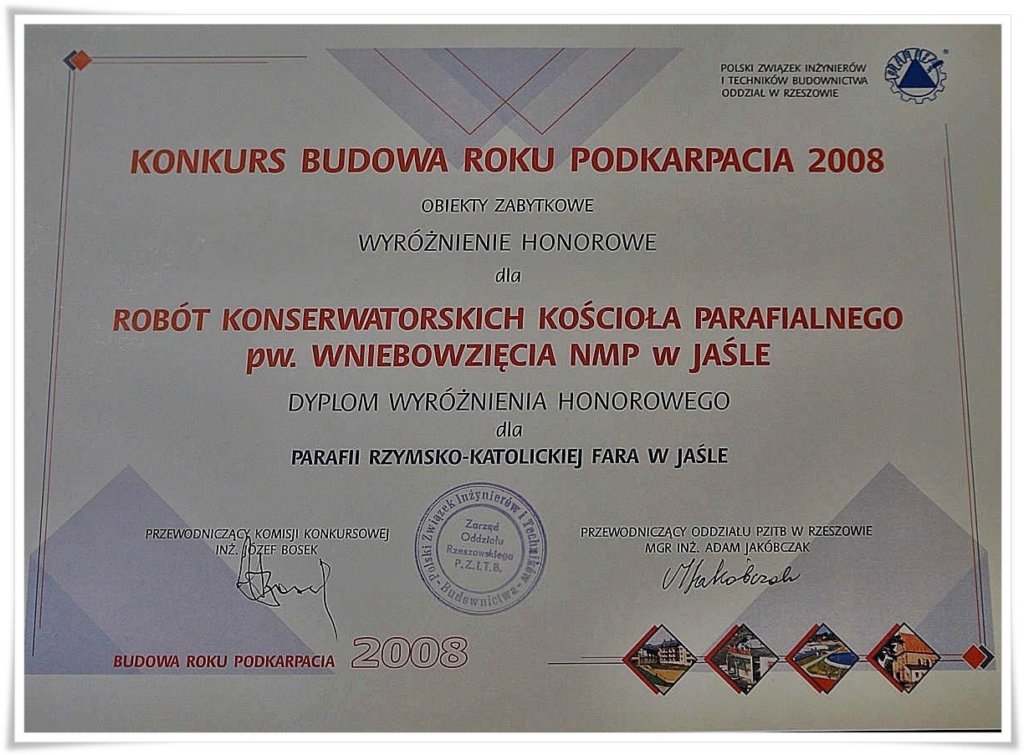 POLSKI ZWIĄZEK INŻYNIERÓW
I TECHNIKÓW BUDOWNICTWA
ODDZIAŁ W RZESZOWIE
KONKURS BUDOWA ROKU PODKARPACIA 2008
OBIEKTY ZABYTKOWE
WYRÓŻNIENIE HONOROWE
dla
ROBÓT KONSERWATORSKICH KOŚCIOŁA PARAFIALNEGO
pw. WNIEBOWZIĘCIA NMP w JAŚLE
DYPLOM WYRÓŻNIENIA HONOROWEGO
dla
PARAFII RZYMSKO-KATOLICKIEJ FARA W JAŚLE
PRZEWODNICZĄCY KOMISJI KONKURSOWEJ
INŻ. JÓZEF BOSEK
Polski Związek Inżynierów i Techników Budownictwa
Zarząd
Oddziału
Rzeszowskiego
P.Z.I.T.B.
PRZEWODNICZĄCY ODDZIAŁU PZITB W RZESZOWIE
MGR INŻ. ADAM JAKÓBCZAK
BUDOWA ROKU PODKARPACIA 2008